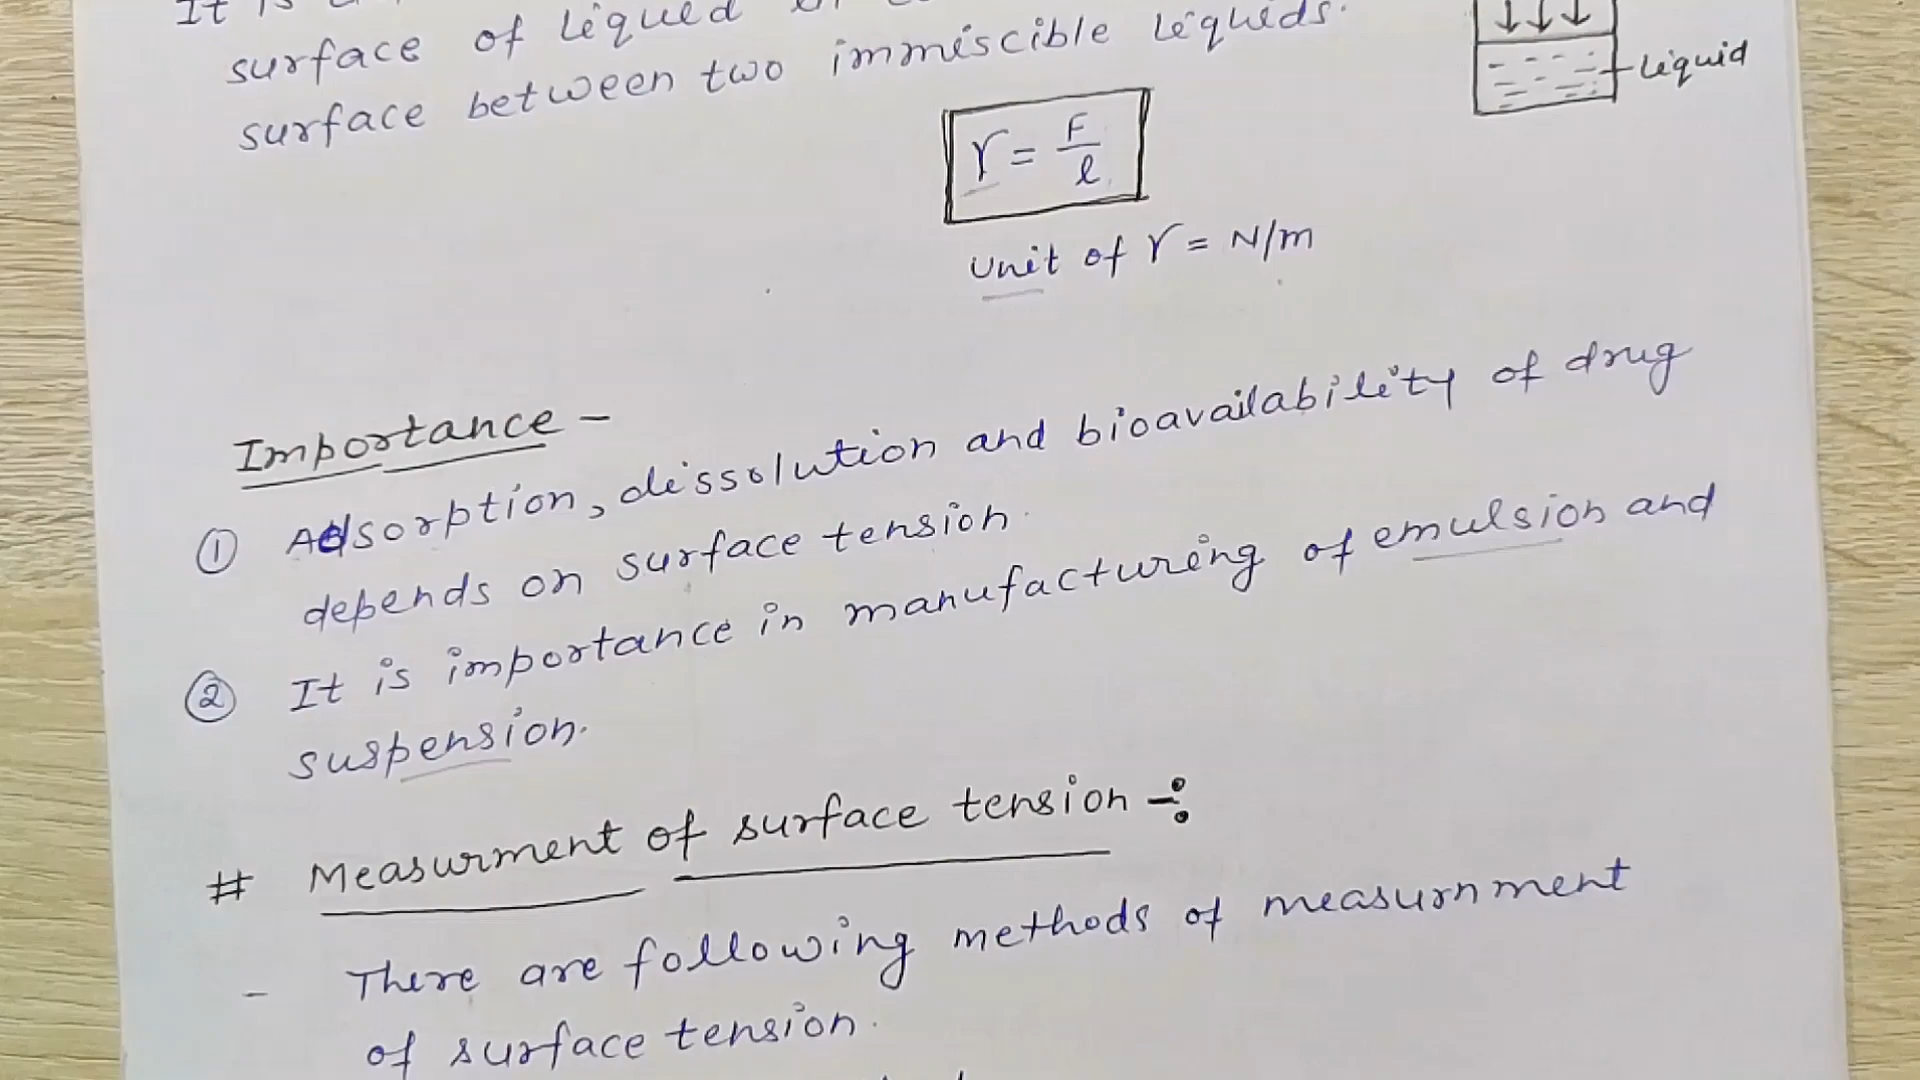 It is
surface of liquid
surface between two immiscible liquids.
liquid
γ = F/l
unit of γ = N/m
Importance -
① Adsorption, dissolution and bioavailability of drug
depends on surface tension.
② It is importance in manufacturing of emulsion and
suspension.
# Measurment of surface tension -:
- There are following methods of measurnment
of surface tension.